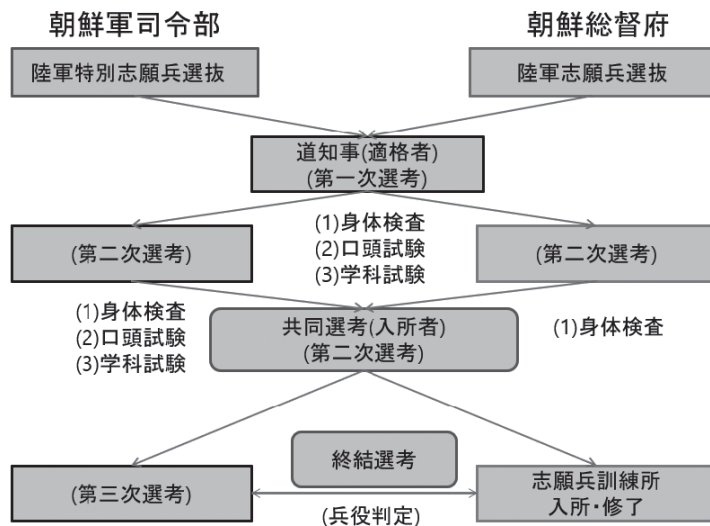 朝鮮軍司令部
朝鮮総督府
陸軍特別志願兵選抜
陸軍志願兵選抜
道知事(適格者)
(第一次選考)
(1)身体検査
(2)口頭試験
(3)学科試験
(第二次選考)
(第二次選考)
(1)身体検査
(2)口頭試験
(3)学科試験
共同選考(入所者)
(第二次選考)
(1)身体検査
終結選考
(第三次選考)
志願兵訓練所
入所・修了
(兵役判定)